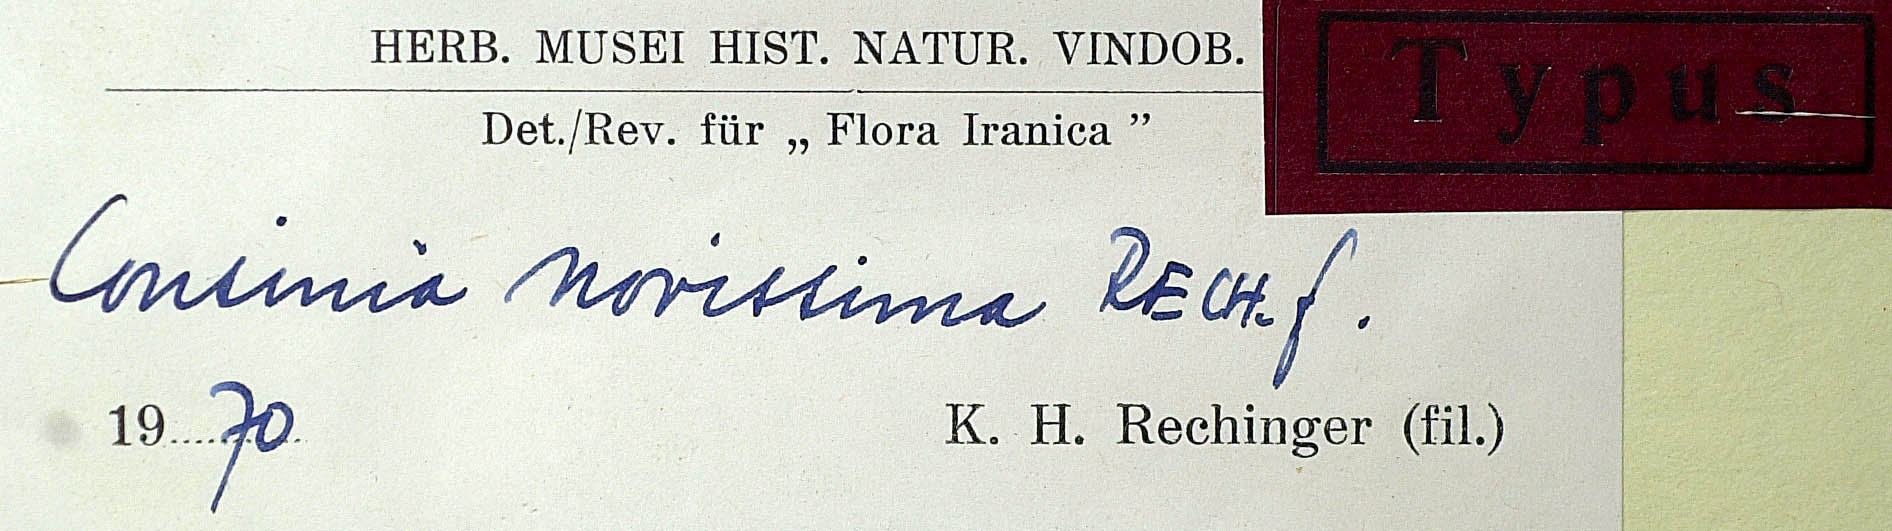 HERB. MUSEI HIST. NATUR. VINDOB.
Typus
Det./Rev. für „ Flora Iranica ”
Cousinia novissima RECH. f.
1970
K. H. Rechinger (fil.)